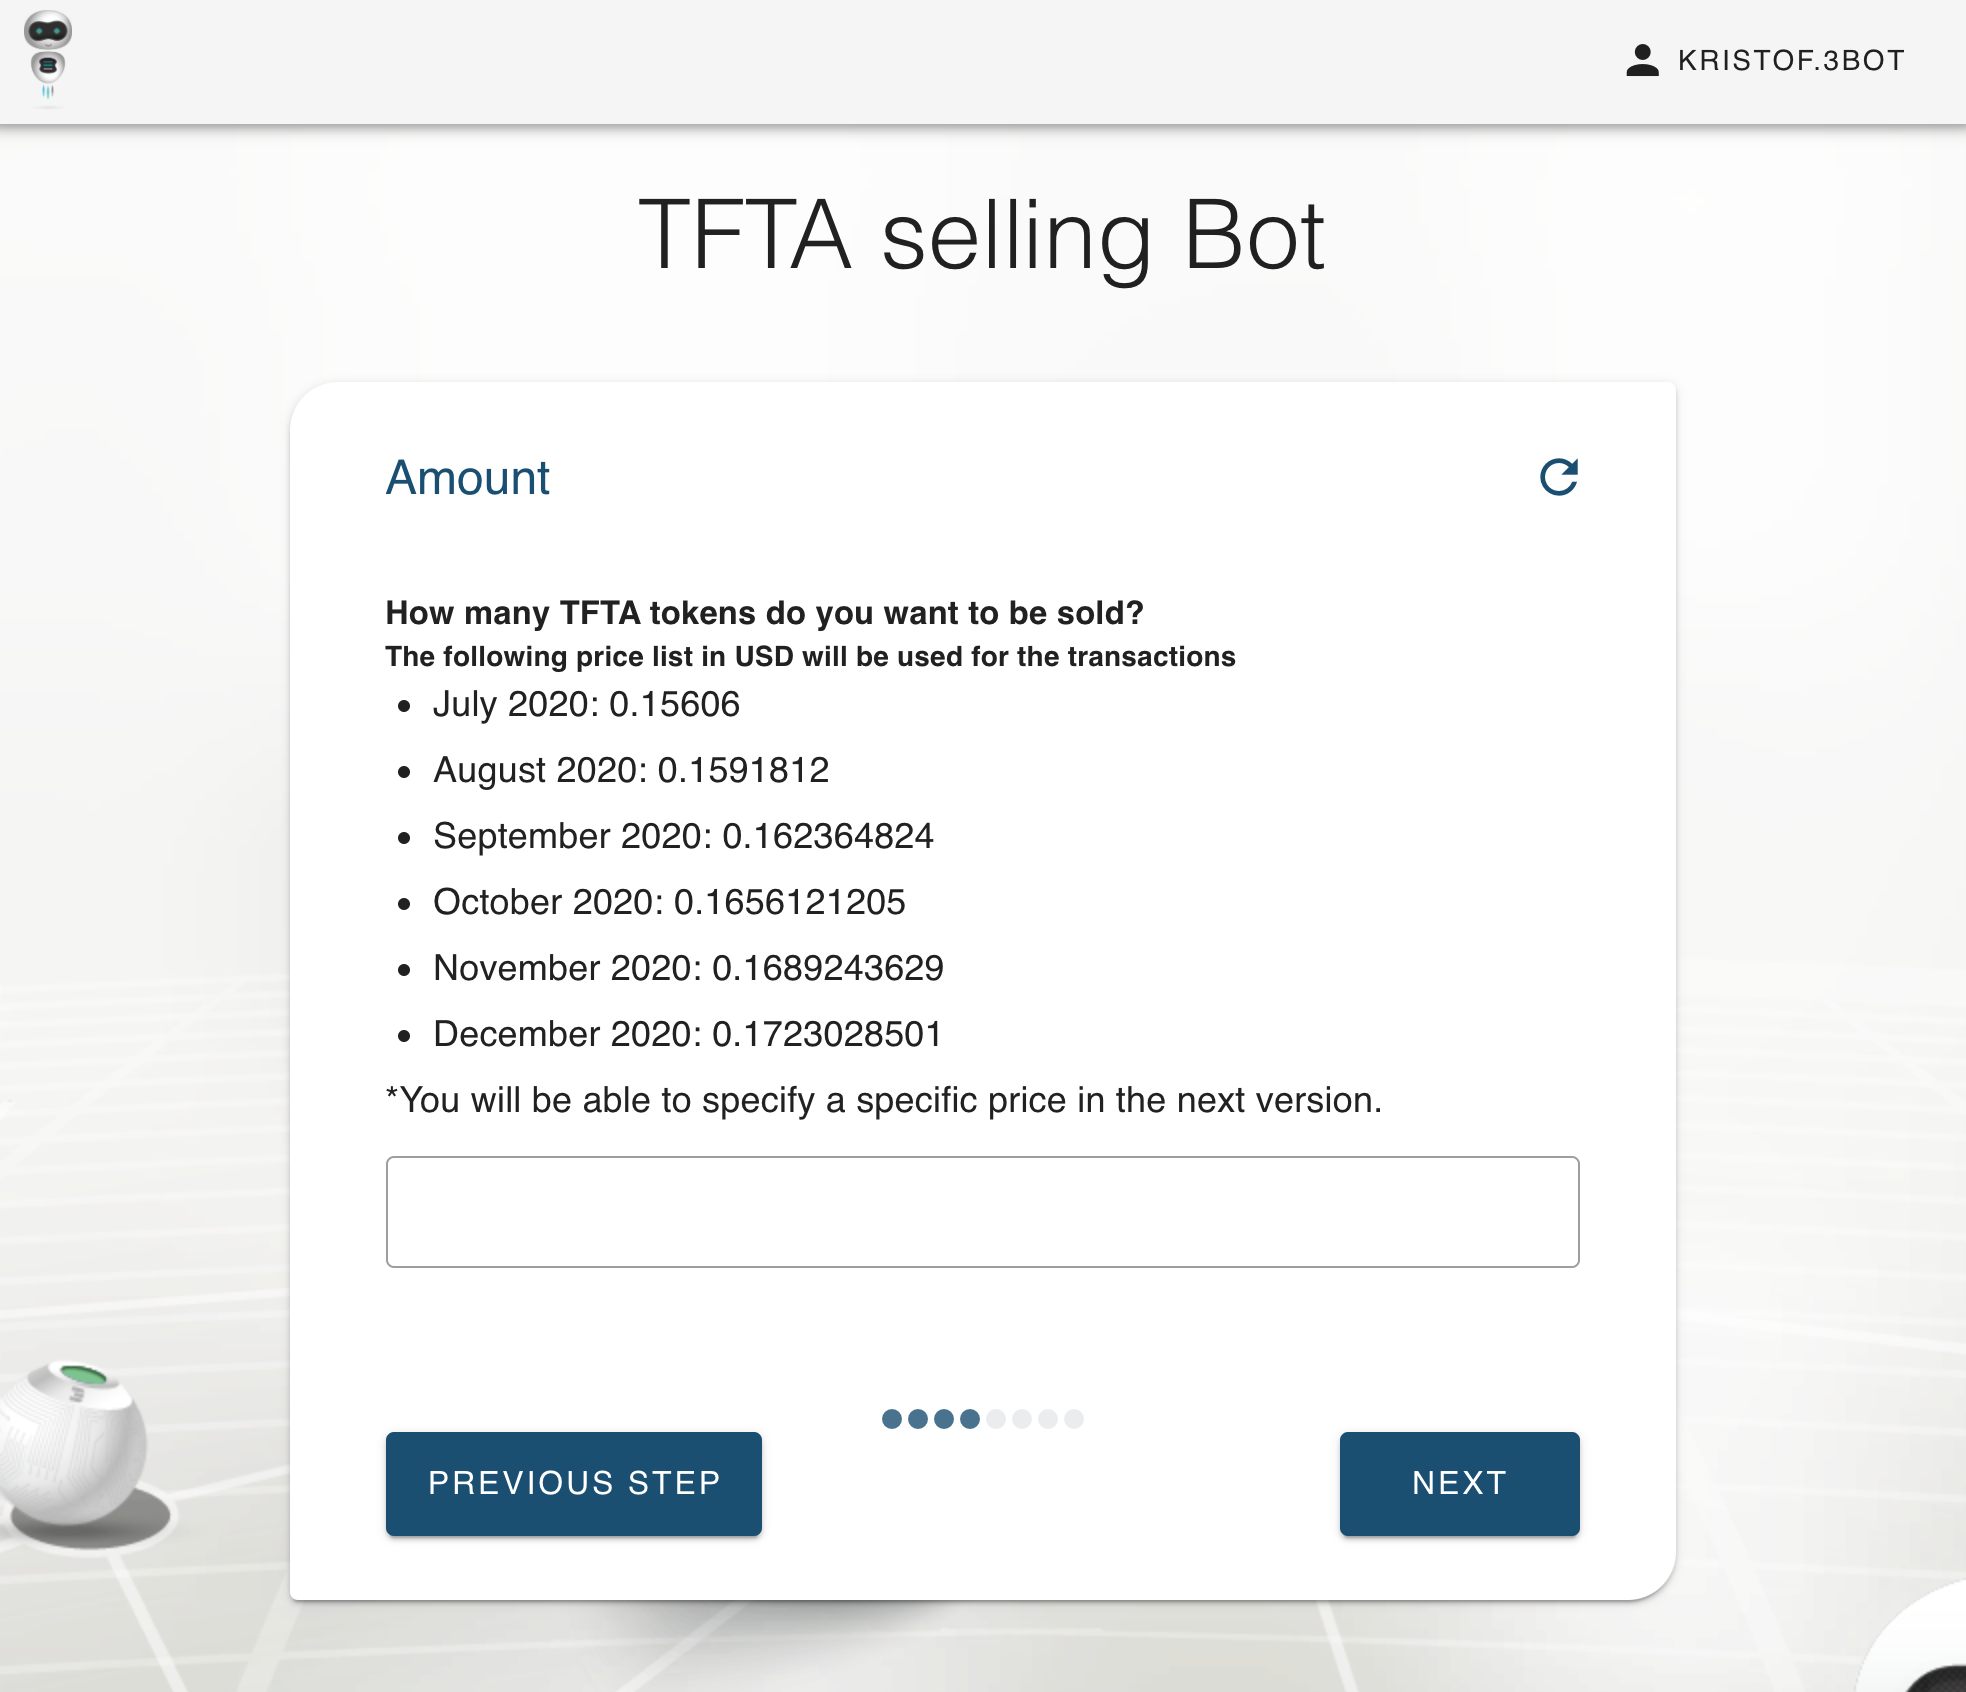 KRISTOF.3BOT
TFTA selling Bot
Amount
How many TFTA tokens do you want to be sold?
The following price list in USD will be used for the transactions
• July 2020: 0.15606
• August 2020: 0.1591812
• September 2020: 0.162364824
• October 2020: 0.1656121205
• November 2020: 0.1689243629
• December 2020: 0.1723028501
*You will be able to specify a specific price in the next version.
PREVIOUS STEP
NEXT